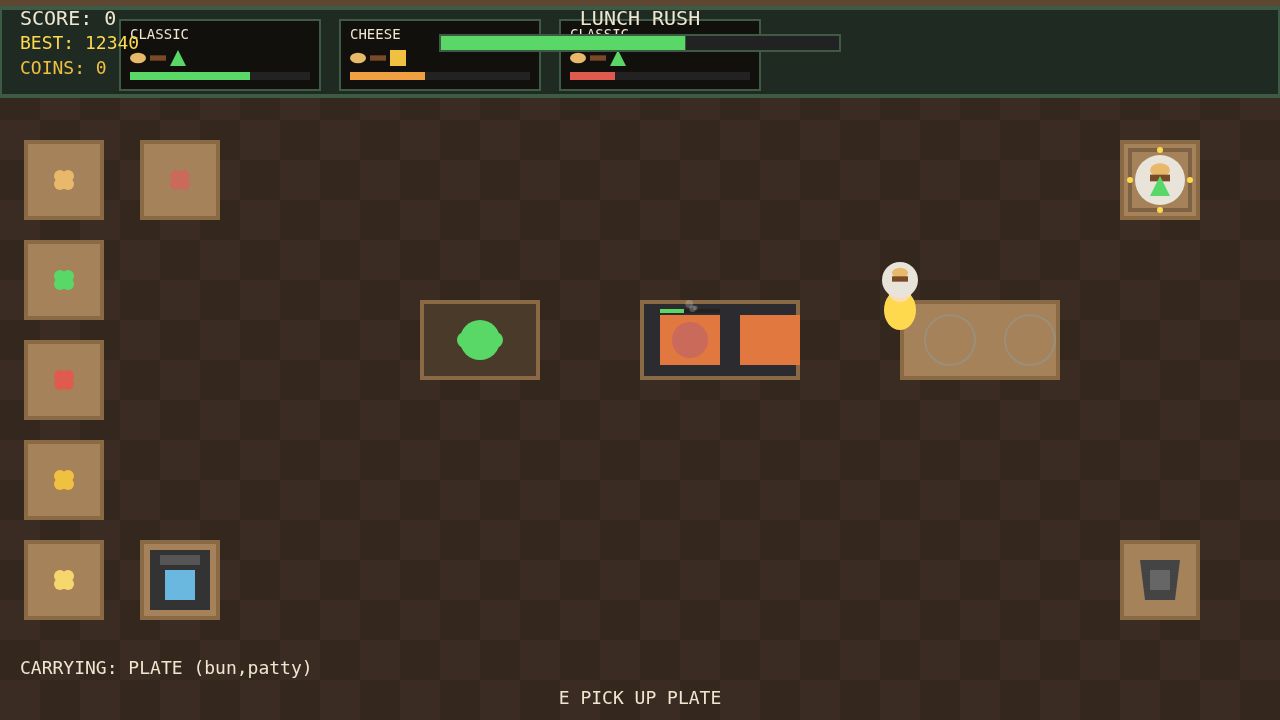 SCORE: 0
BEST: 12340
COINS: 0
CLASSIC
CHEESE
LUNCH RUSH
CLASSIC
CARRYING: PLATE (bun,patty)
E PICK UP PLATE